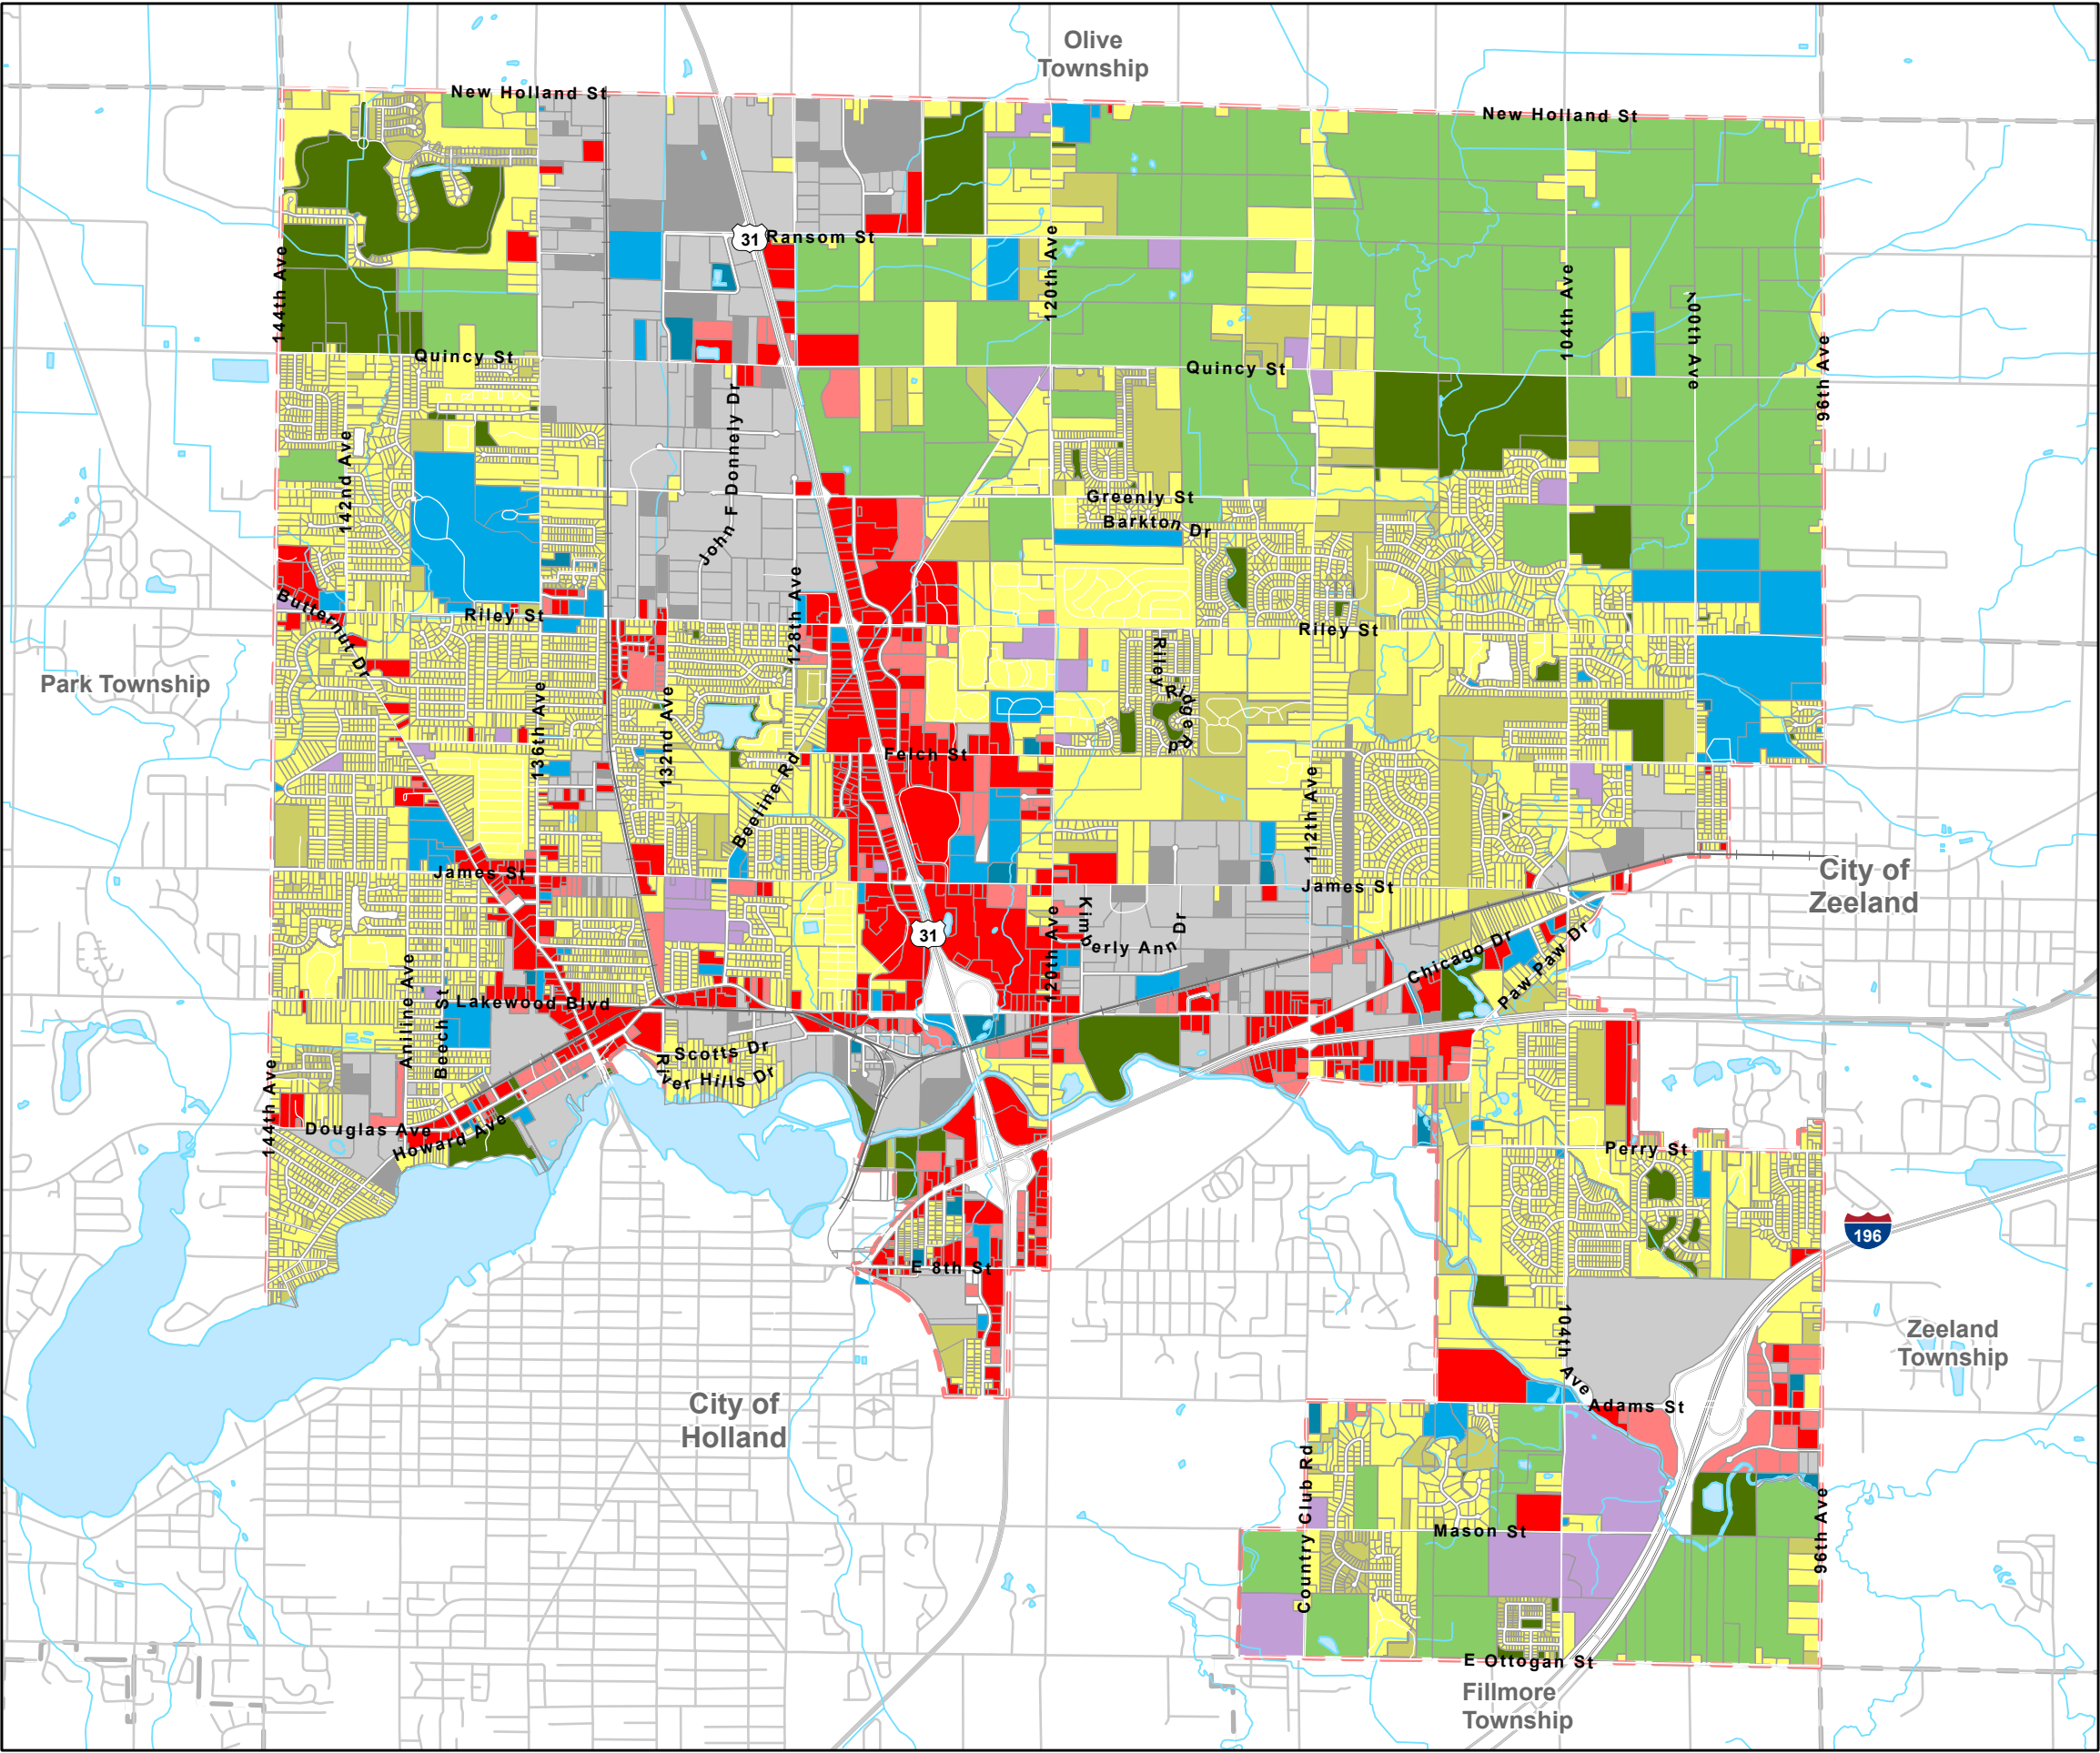 Olive
Township
New Holland St
New Holland St
31
Ransom St
144th Ave
120th Ave
104th Ave
100th Ave
96th Ave
Quincy St
Quincy St
John F Donnely Dr
142nd Ave
Greenly St
Barkton Dr
128th Ave
Butternut Dr
Riley St
Riley St
Riley Ridge Rd
Park Township
136th Ave
132nd Ave
Felch St
Beeline Rd
112th Ave
James St
James St
City of
Zeeland
31
120th Ave
Kimberly Ann Dr
Chicago Dr
Paw Paw Dr
Aniline Ave
Beech St
Lakewood Blvd
Scotts Dr
River Hills Dr
144th Ave
Douglas Ave
Howard Ave
Perry St
196
E 8th St
104th Ave
Zeeland
Township
City of
Holland
Adams St
Country Club Rd
Mason St
96th Ave
E Ottogan St
Fillmore
Township